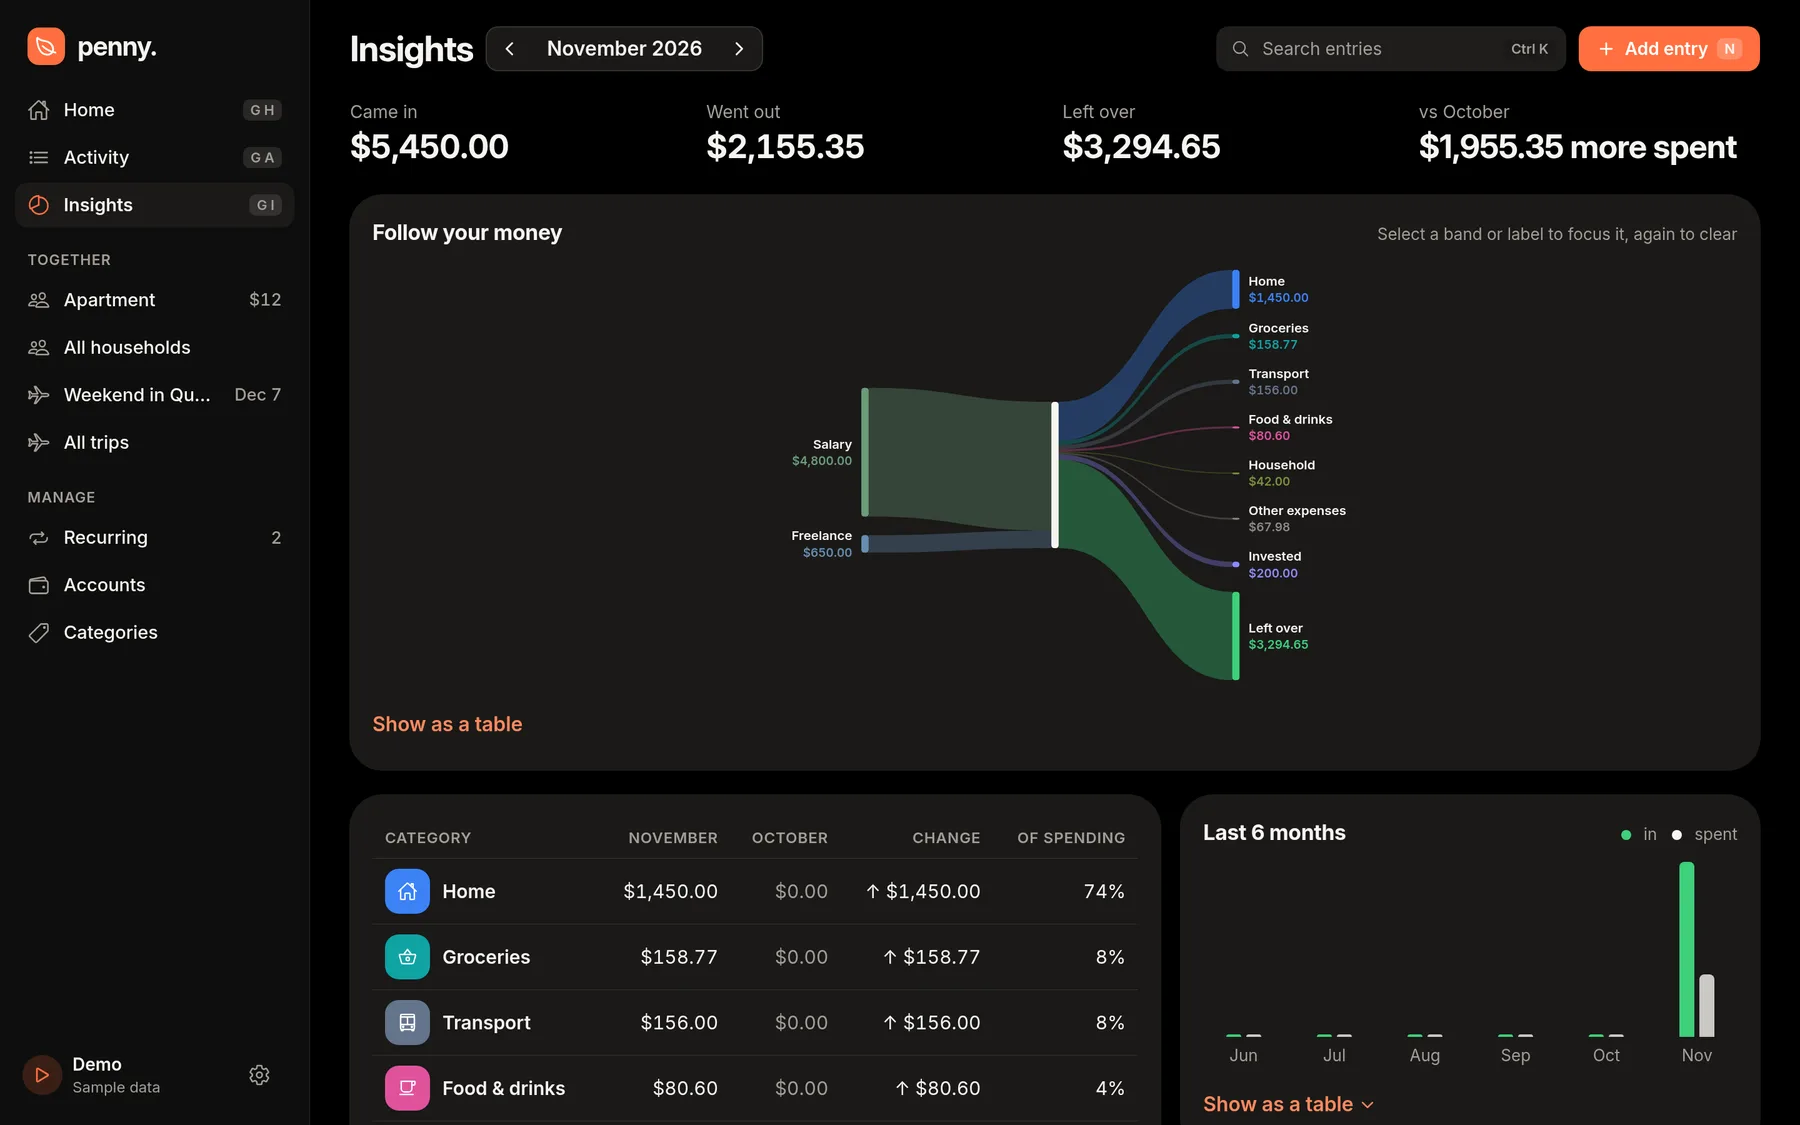 penny.
Home G H
Activity G A
Insights G I
TOGETHER
Apartment $12
All households
Weekend in Qu... Dec 7
All trips
MANAGE
Recurring 2
Accounts
Categories
Demo
Sample data
Insights
November 2026
Search entries Ctrl K
Add entry N
Came in
$5,450.00
Went out
$2,155.35
Left over
$3,294.65
vs October
$1,955.35 more spent
Follow your money
Select a band or label to focus it, again to clear
Salary
$4,800.00
Freelance
$650.00
Home
$1,450.00
Groceries
$158.77
Transport
$156.00
Food & drinks
$80.60
Household
$42.00
Other expenses
$67.98
Invested
$200.00
Left over
$3,294.65
Show as a table
CATEGORY NOVEMBER OCTOBER CHANGE OF SPENDING
Home $1,450.00 $0.00 ↑ $1,450.00 74%
Groceries $158.77 $0.00 ↑ $158.77 8%
Transport $156.00 $0.00 ↑ $156.00 8%
Food & drinks $80.60 $0.00 ↑ $80.60 4%
Last 6 months
in spent
Jun Jul Aug Sep Oct Nov
Show as a table